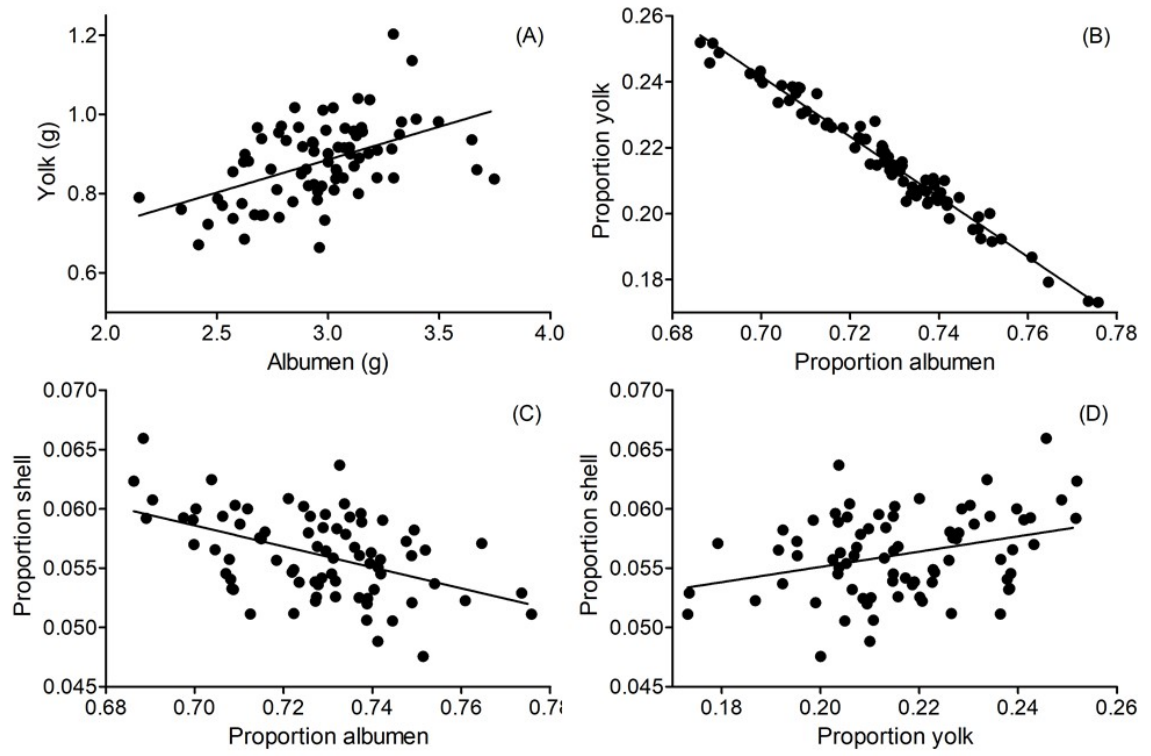 (A)
Yolk (g)
1.2
1.0
0.8
0.6
2.0 2.5 3.0 3.5 4.0
Albumen (g)
(B)
Proportion yolk
0.26
0.24
0.22
0.20
0.18
0.68 0.70 0.72 0.74 0.76 0.78
Proportion albumen
(C)
Proportion shell
0.070
0.065
0.060
0.055
0.050
0.045
0.68 0.70 0.72 0.74 0.76
Proportion albumen
(D)
Proportion shell
0.070
0.065
0.060
0.055
0.050
0.045
0.18 0.20 0.22 0.24 0.26
Proportion yolk